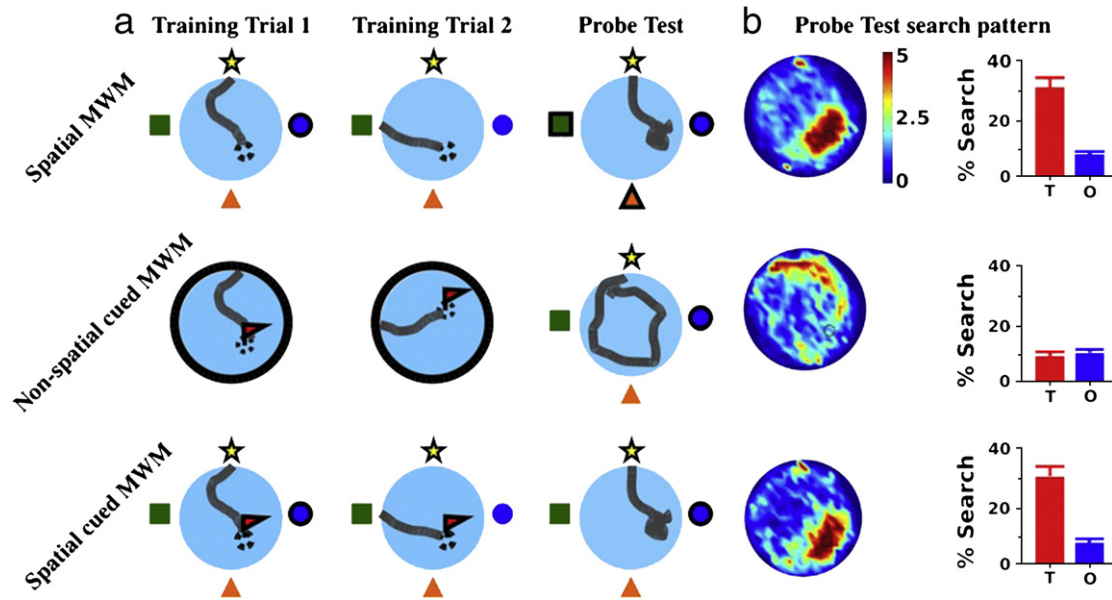 a Training Trial 1 Training Trial 2 Probe Test b Probe Test search pattern
Spatial MWM
5
2.5
0
% Search
40
20
0
T O
Non-spatial cued MWM
% Search
40
20
0
T O
Spatial cued MWM
% Search
40
20
0
T O